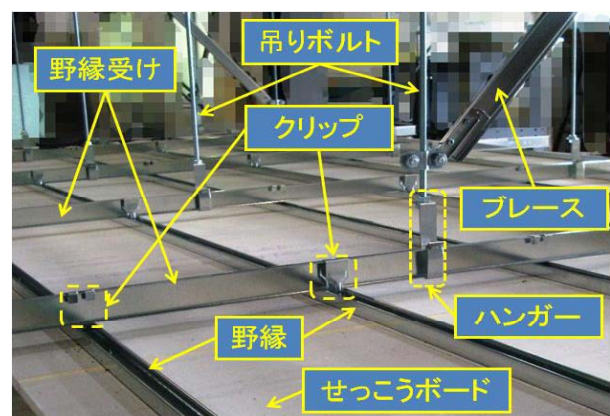 吊りボルト
野縁受け
クリップ
ブレース
ハンガー
野縁
せっこうボード